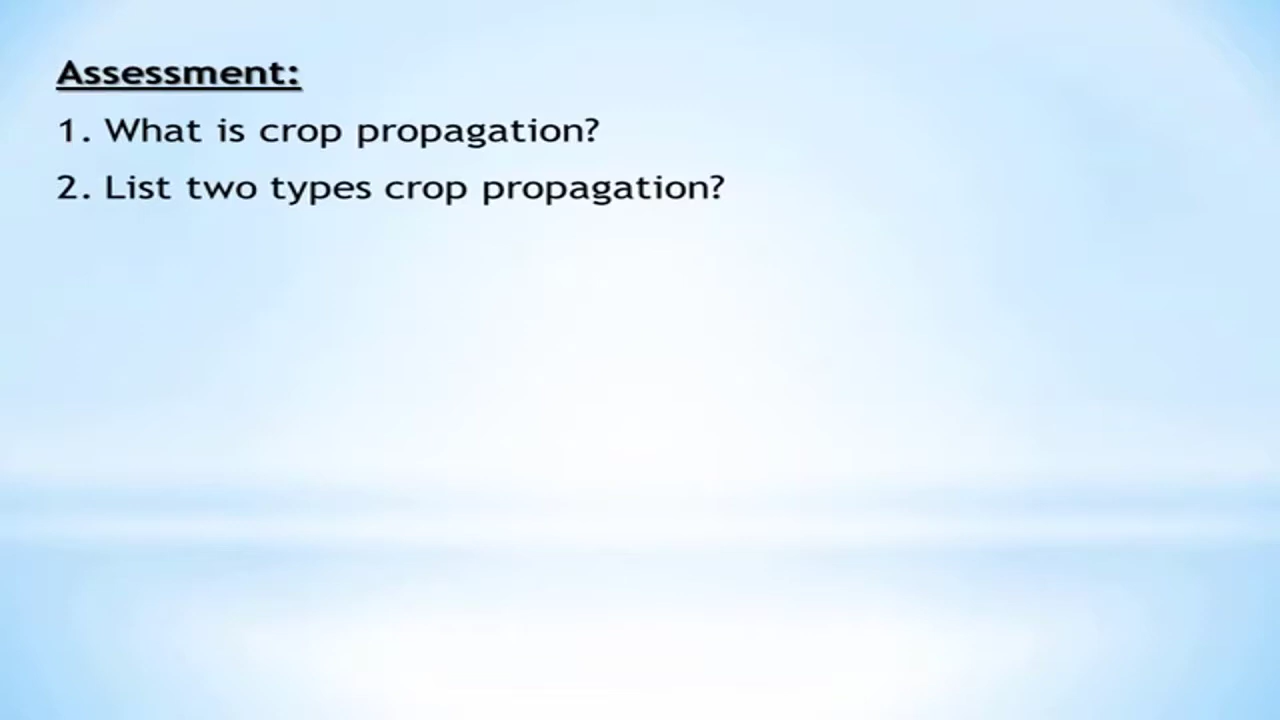 Assessment:
1. What is crop propagation?
2. List two types crop propagation?